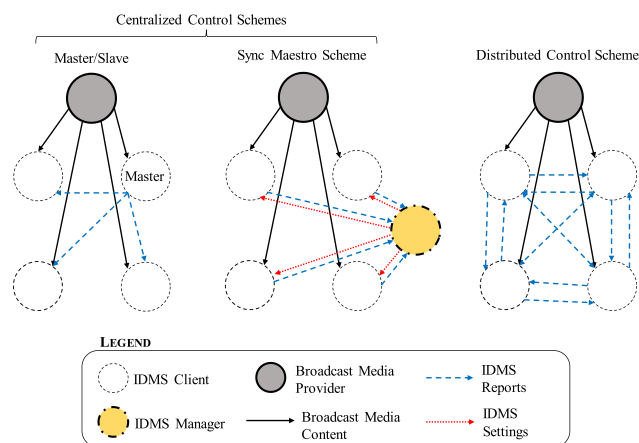 Centralized Control Schemes
Master/Slave
Sync Maestro Scheme
Distributed Control Scheme
Master
LEGEND
IDMS Client
Broadcast Media
Provider
IDMS
Reports
IDMS Manager
Broadcast Media
Content
IDMS
Settings